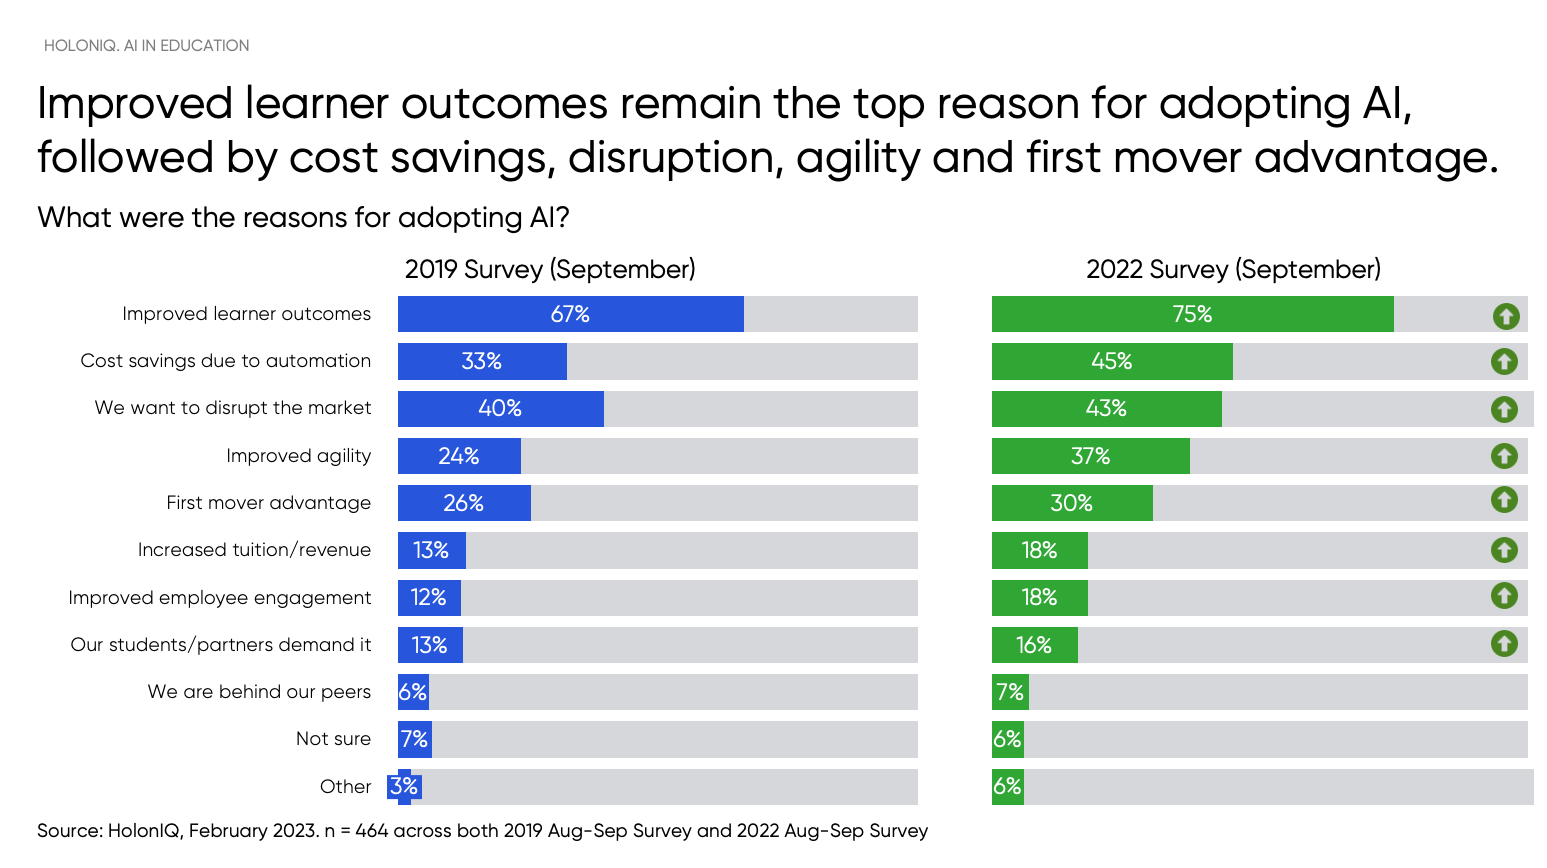 HOLONIQ. AI IN EDUCATION
Improved learner outcomes remain the top reason for adopting AI,
followed by cost savings, disruption, agility and first mover advantage.
What were the reasons for adopting AI?
2019 Survey (September) 2022 Survey (September)
Improved learner outcomes 67% 75%
Cost savings due to automation 33% 45%
We want to disrupt the market 40% 43%
Improved agility 24% 37%
First mover advantage 26% 30%
Increased tuition/revenue 13% 18%
Improved employee engagement 12% 18%
Our students/partners demand it 13% 16%
We are behind our peers 6% 7%
Not sure 7% 6%
Other 3% 6%
Source: HolonIQ, February 2023. n = 464 across both 2019 Aug-Sep Survey and 2022 Aug-Sep Survey